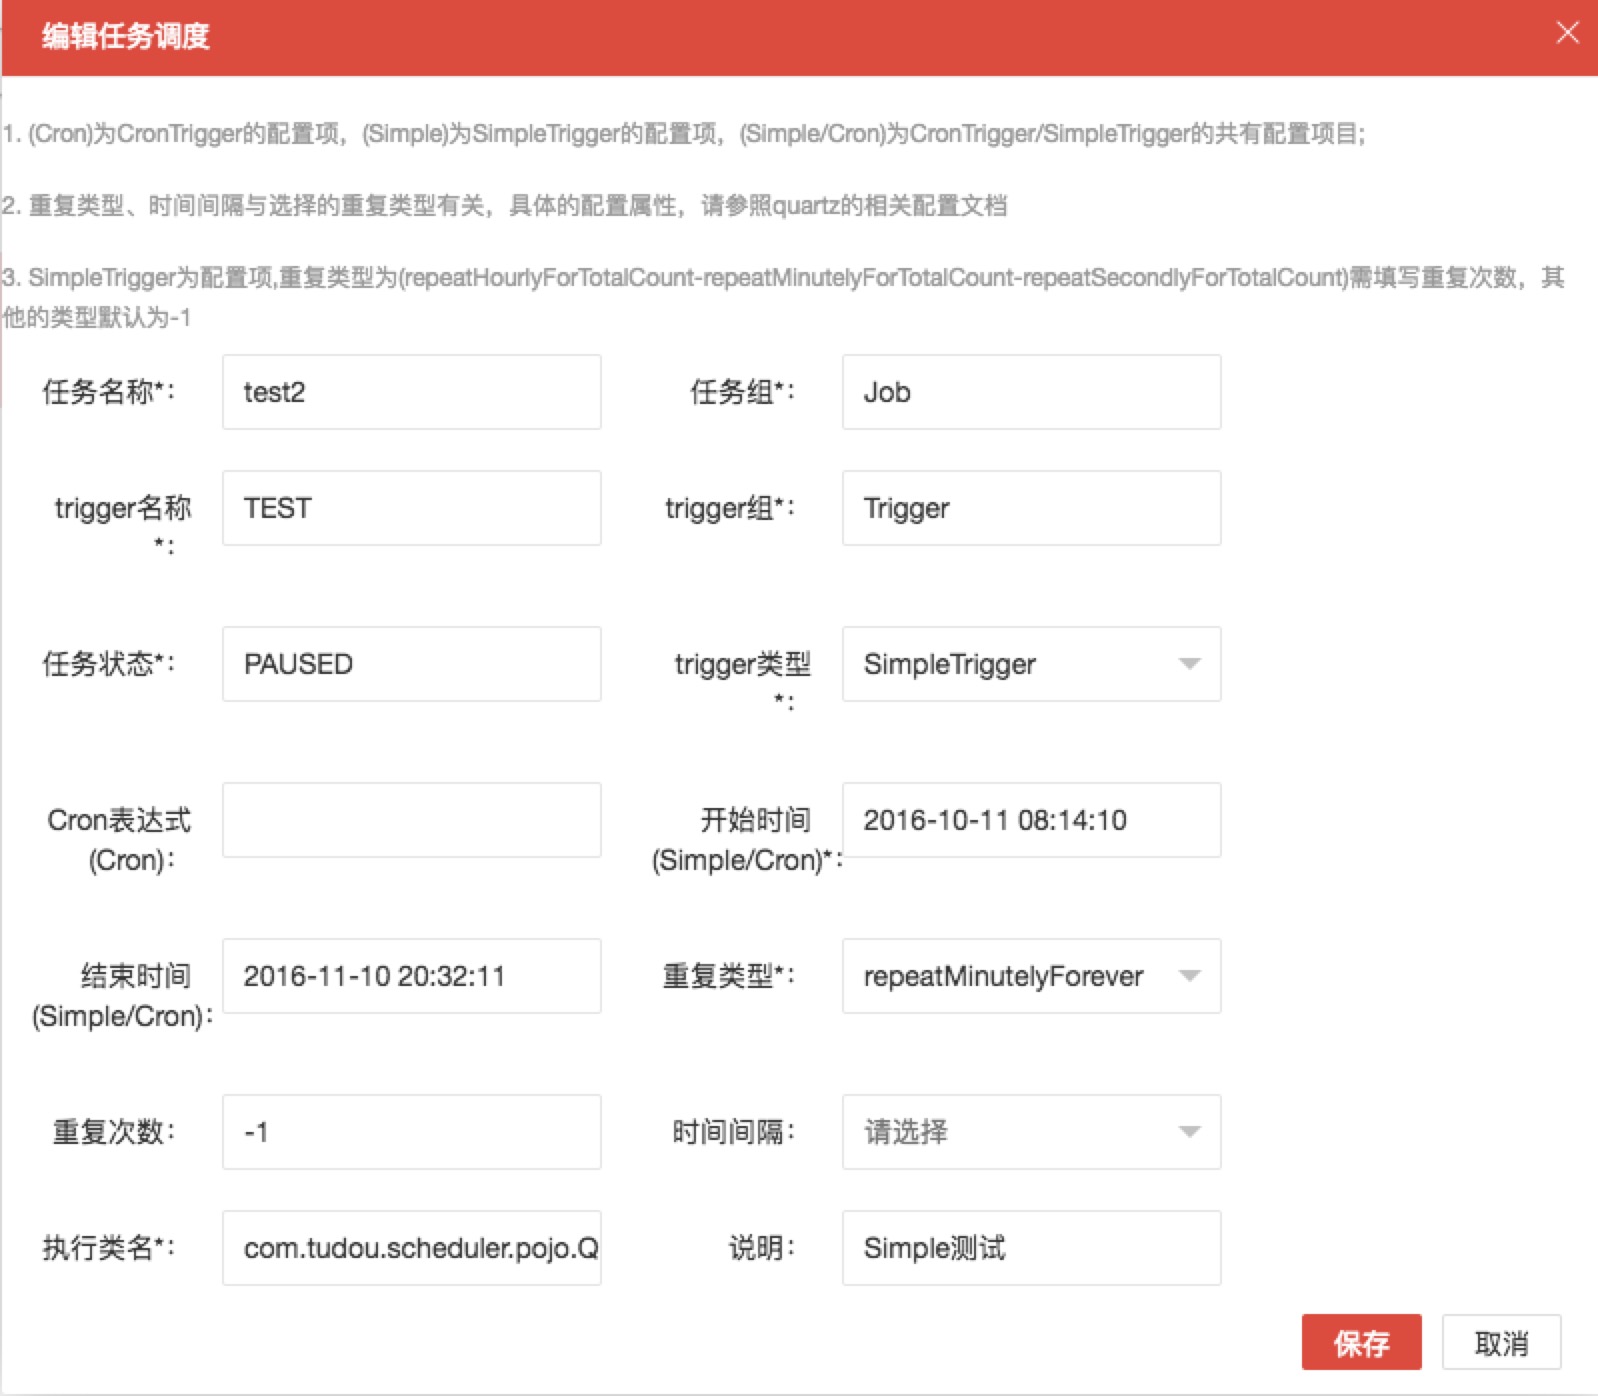 编辑任务调度
1. (Cron)为CronTrigger的配置项，(Simple)为SimpleTrigger的配置项，(Simple/Cron)为CronTrigger/SimpleTrigger的共有配置项目;
2. 重复类型、时间间隔与选择的重复类型有关，具体的配置属性，请参照quartz的相关配置文档
3. SimpleTrigger为配置项,重复类型为(repeatHourlyForTotalCount-repeatMinutelyForTotalCount-repeatSecondlyForTotalCount)需填写重复次数，其
他的类型默认为-1
任务名称*： test2 任务组*： Job
trigger名称 TEST trigger组*： Trigger
*：
任务状态*： PAUSED trigger类型 SimpleTrigger
*：
Cron表达式 开始时间 2016-10-11 08:14:10
(Cron)： (Simple/Cron)*：
结束时间 2016-11-10 20:32:11 重复类型*： repeatMinutelyForever
(Simple/Cron)：
重复次数： -1 时间间隔： 请选择
执行类名*： com.tudou.scheduler.pojo.Q 说明： Simple测试
保存 取消